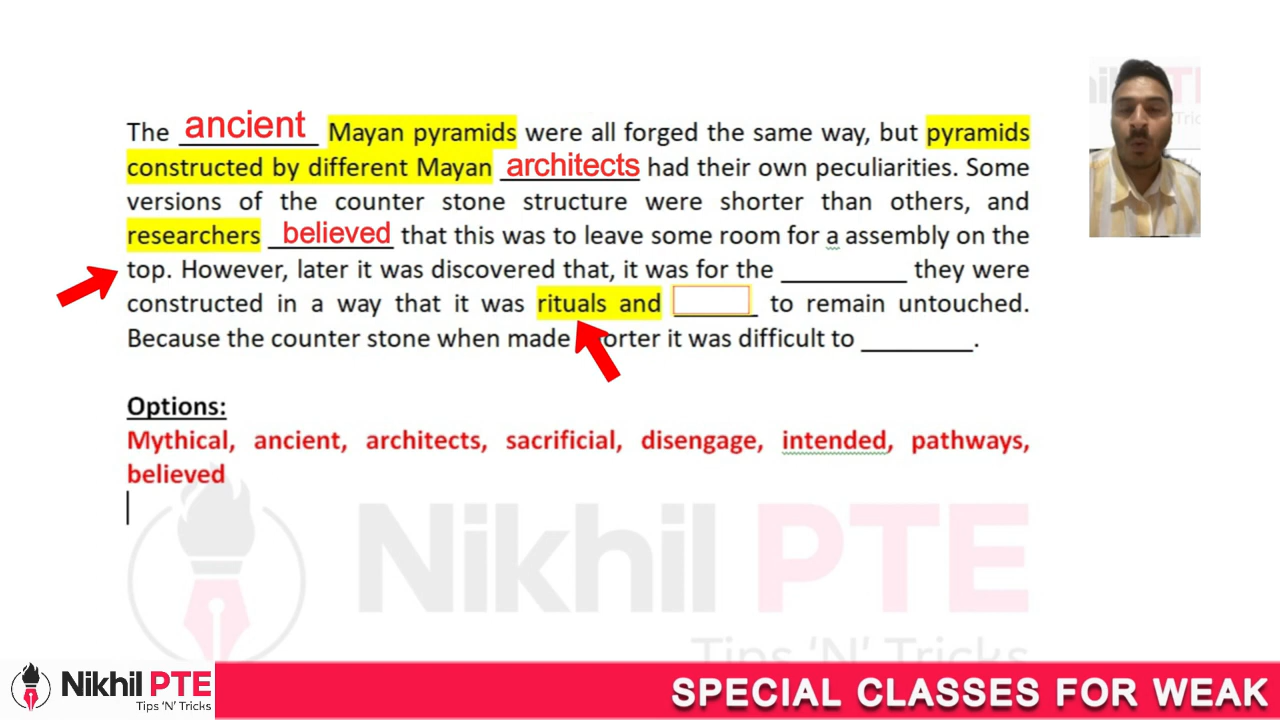 The ancient Mayan pyramids were all forged the same way, but pyramids
constructed by different Mayan architects had their own peculiarities. Some
versions of the counter stone structure were shorter than others, and
researchers believed that this was to leave some room for a assembly on the
top. However, later it was discovered that, it was for the __________ they were
constructed in a way that it was rituals and _______ to remain untouched.
Because the counter stone when made orter it was difficult to _________.
Options:
Mythical, ancient, architects, sacrificial, disengage, intended, pathways,
believed
Nikhil PTE
Tips 'N' Tricks
Nikhil PTE
Tips 'N' Tricks
SPECIAL CLASSES FOR WEAK